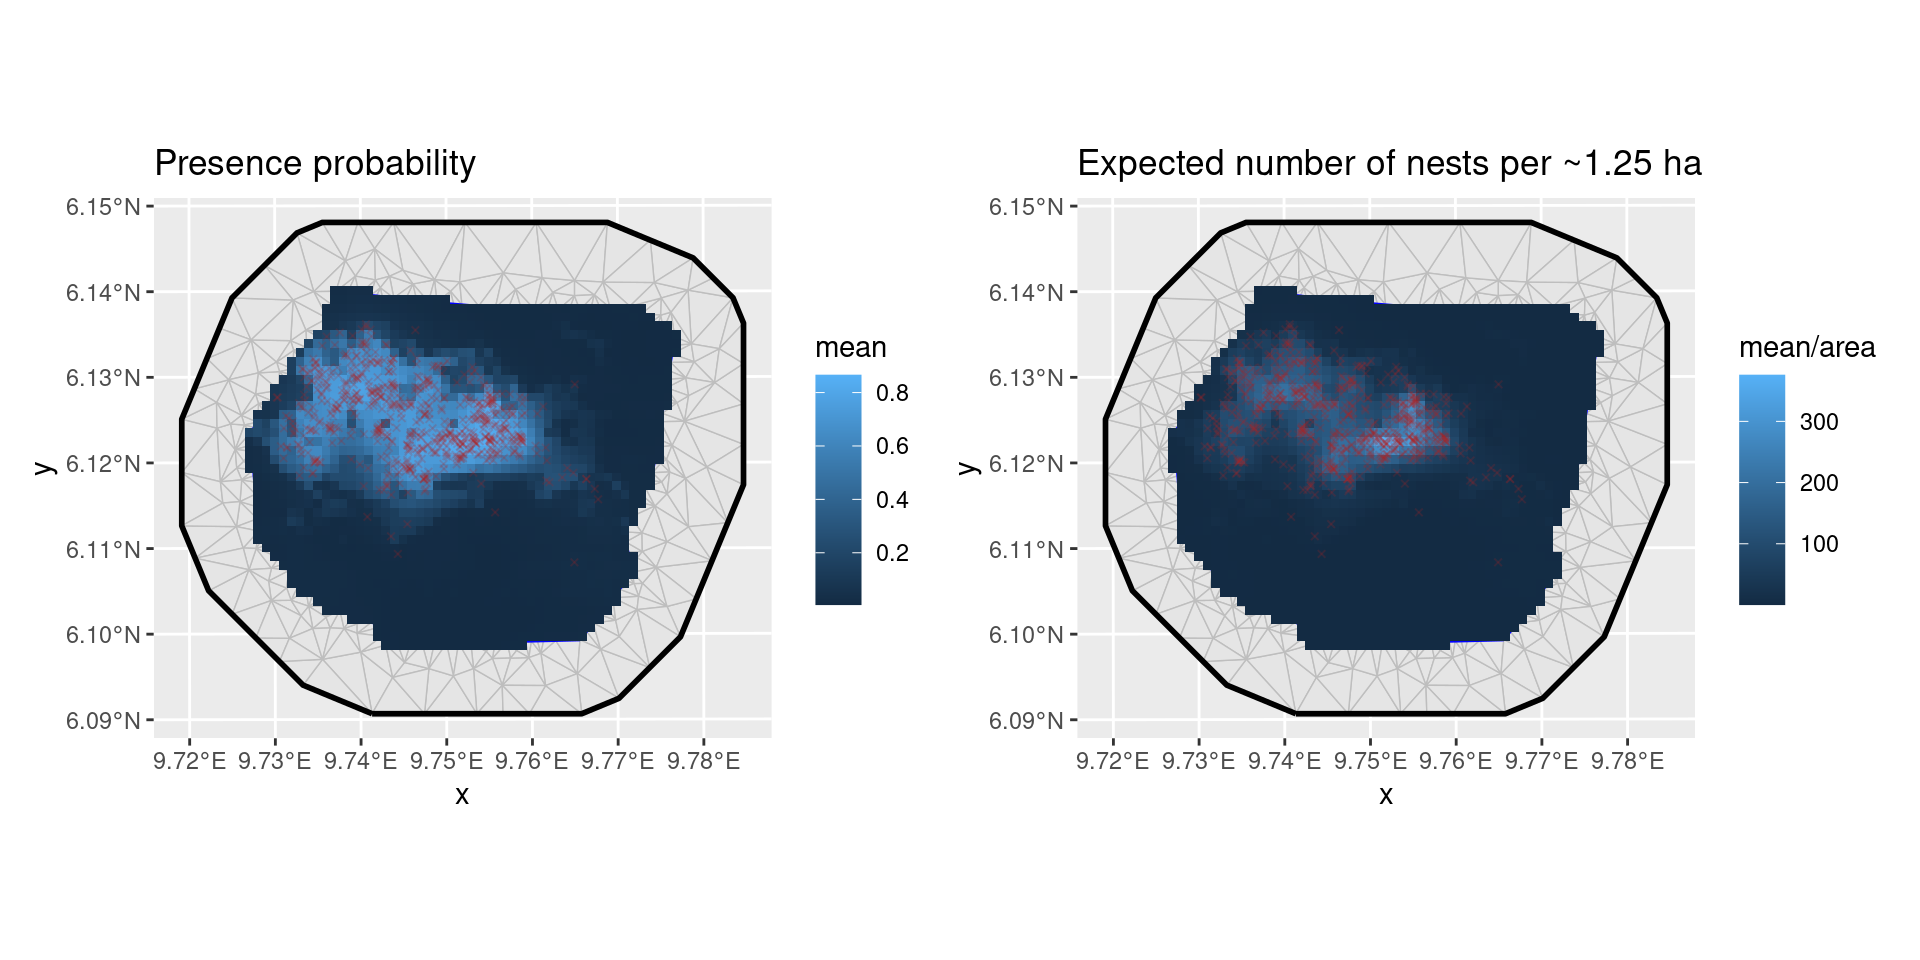 Presence probability
6.15°N
6.14°N
6.13°N
6.12°N
6.11°N
6.10°N
6.09°N
y
9.72°E 9.73°E 9.74°E 9.75°E 9.76°E 9.77°E 9.78°E
x
mean
0.8
0.6
0.4
0.2
Expected number of nests per ~1.25 ha
6.15°N
6.14°N
6.13°N
6.12°N
6.11°N
6.10°N
6.09°N
y
9.72°E 9.73°E 9.74°E 9.75°E 9.76°E 9.77°E 9.78°E
x
mean/area
300
200
100